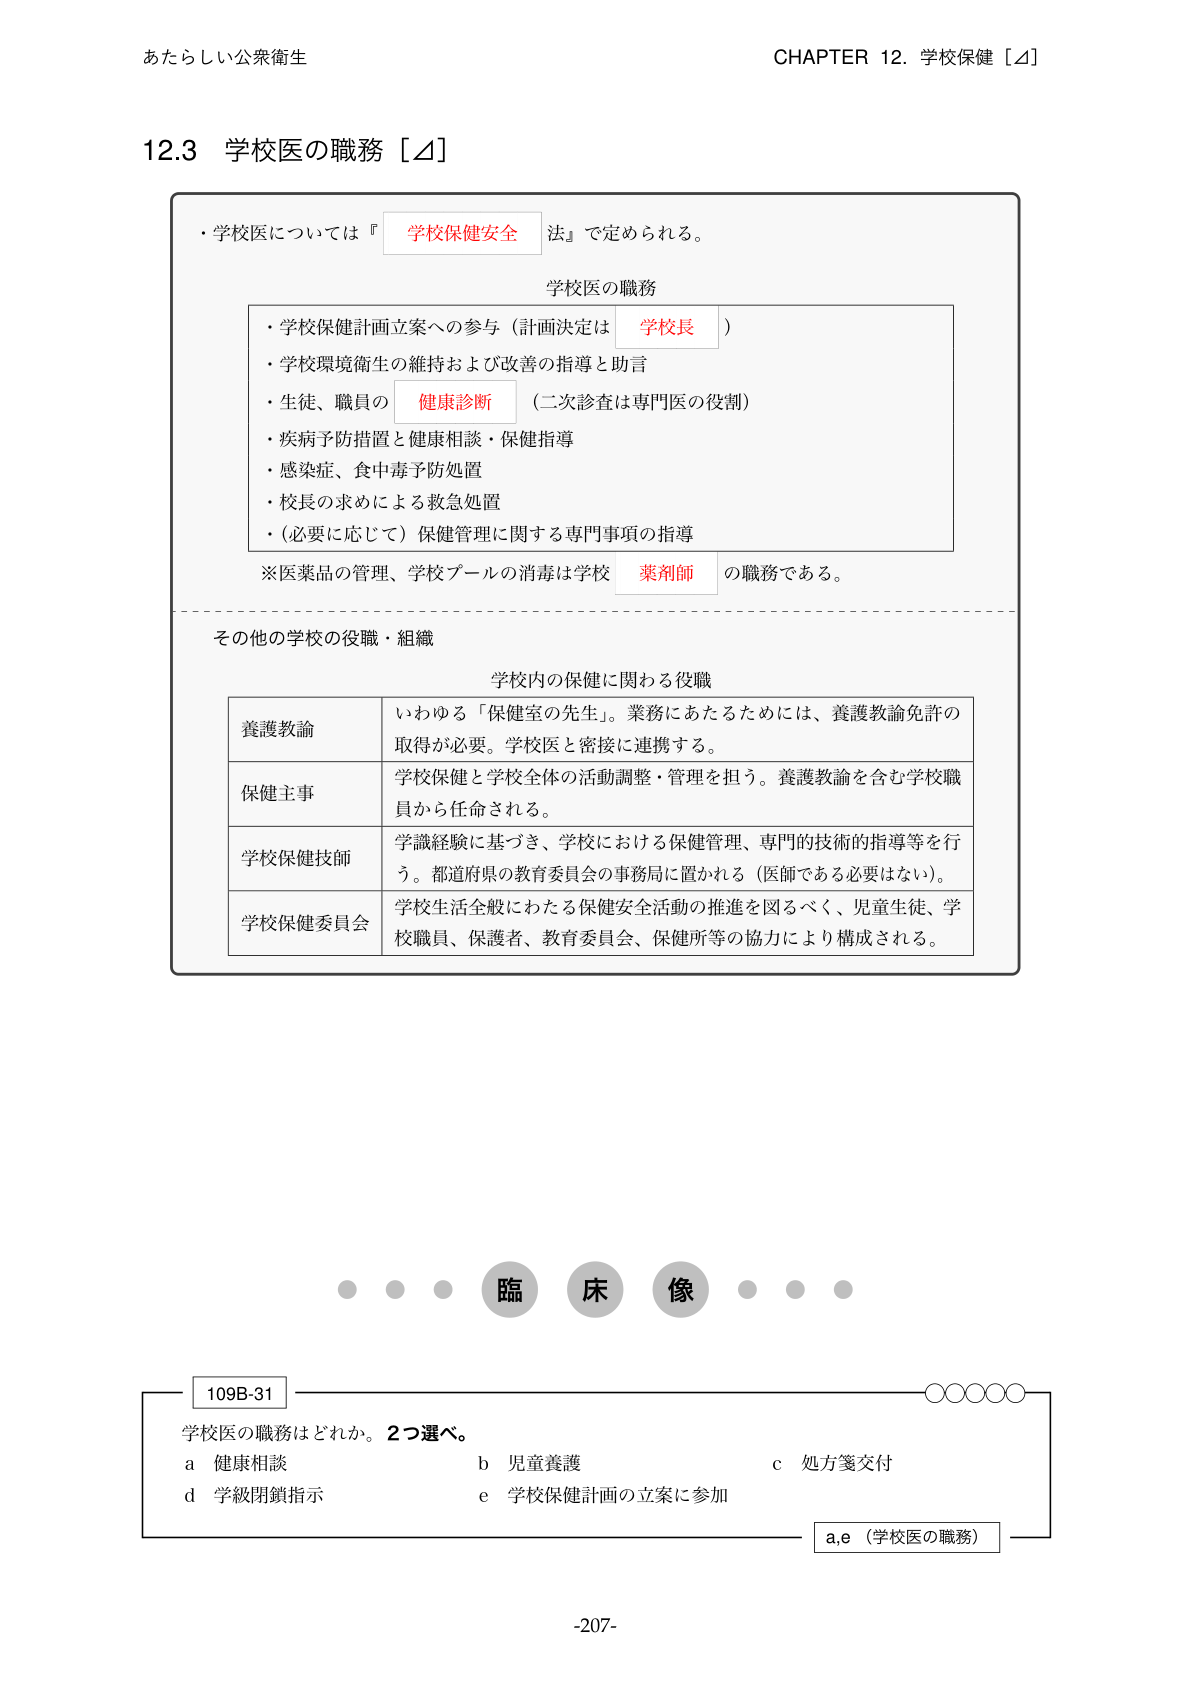 あたらしい公衆衛生
CHAPTER 12. 学校保健［⊿］
12.3 学校医の職務［⊿］
・学校医については『 学校保健安全 法』で定められる。
学校医の職務
・学校保健計画立案への参与（計画決定は 学校長 ）
・学校環境衛生の維持および改善の指導と助言
・生徒、職員の 健康診断 （二次診査は専門医の役割）
・疾病予防措置と健康相談・保健指導
・感染症、食中毒予防処置
・校長の求めによる救急処置
・（必要に応じて）保健管理に関する専門事項の指導
※医薬品の管理、学校プールの消毒は学校 薬剤師 の職務である。
その他の学校の役職・組織
学校内の保健に関わる役職
養護教諭
いわゆる「保健室の先生」。業務にあたるためには、養護教諭免許の
取得が必要。学校医と密接に連携する。
保健主事
学校保健と学校全体の活動調整・管理を担う。養護教諭を含む学校職
員から任命される。
学校保健技師
学識経験に基づき、学校における保健管理、専門的技術的指導等を行
う。都道府県の教育委員会の事務局に置かれる（医師である必要はない）。
学校保健委員会
学校生活全般にわたる保健安全活動の推進を図るべく、児童生徒、学
校職員、保護者、教育委員会、保健所等の協力により構成される。
臨 床 像
109B-31
学校医の職務はどれか。2つ選べ。
a 健康相談 b 児童養護 c 処方箋交付
d 学級閉鎖指示 e 学校保健計画の立案に参加
a,e （学校医の職務）
-207-